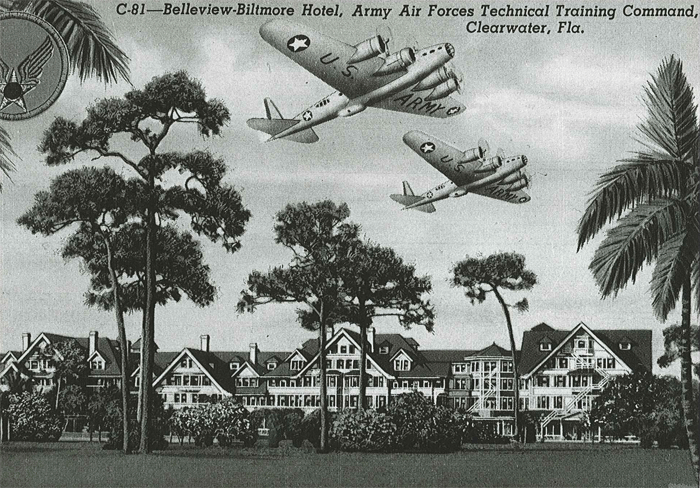 C-81—Belleview-Biltmore Hotel, Army Air Forces Technical Training Command,
Clearwater, Fla.
U.S. ARMY
U.S. ARMY